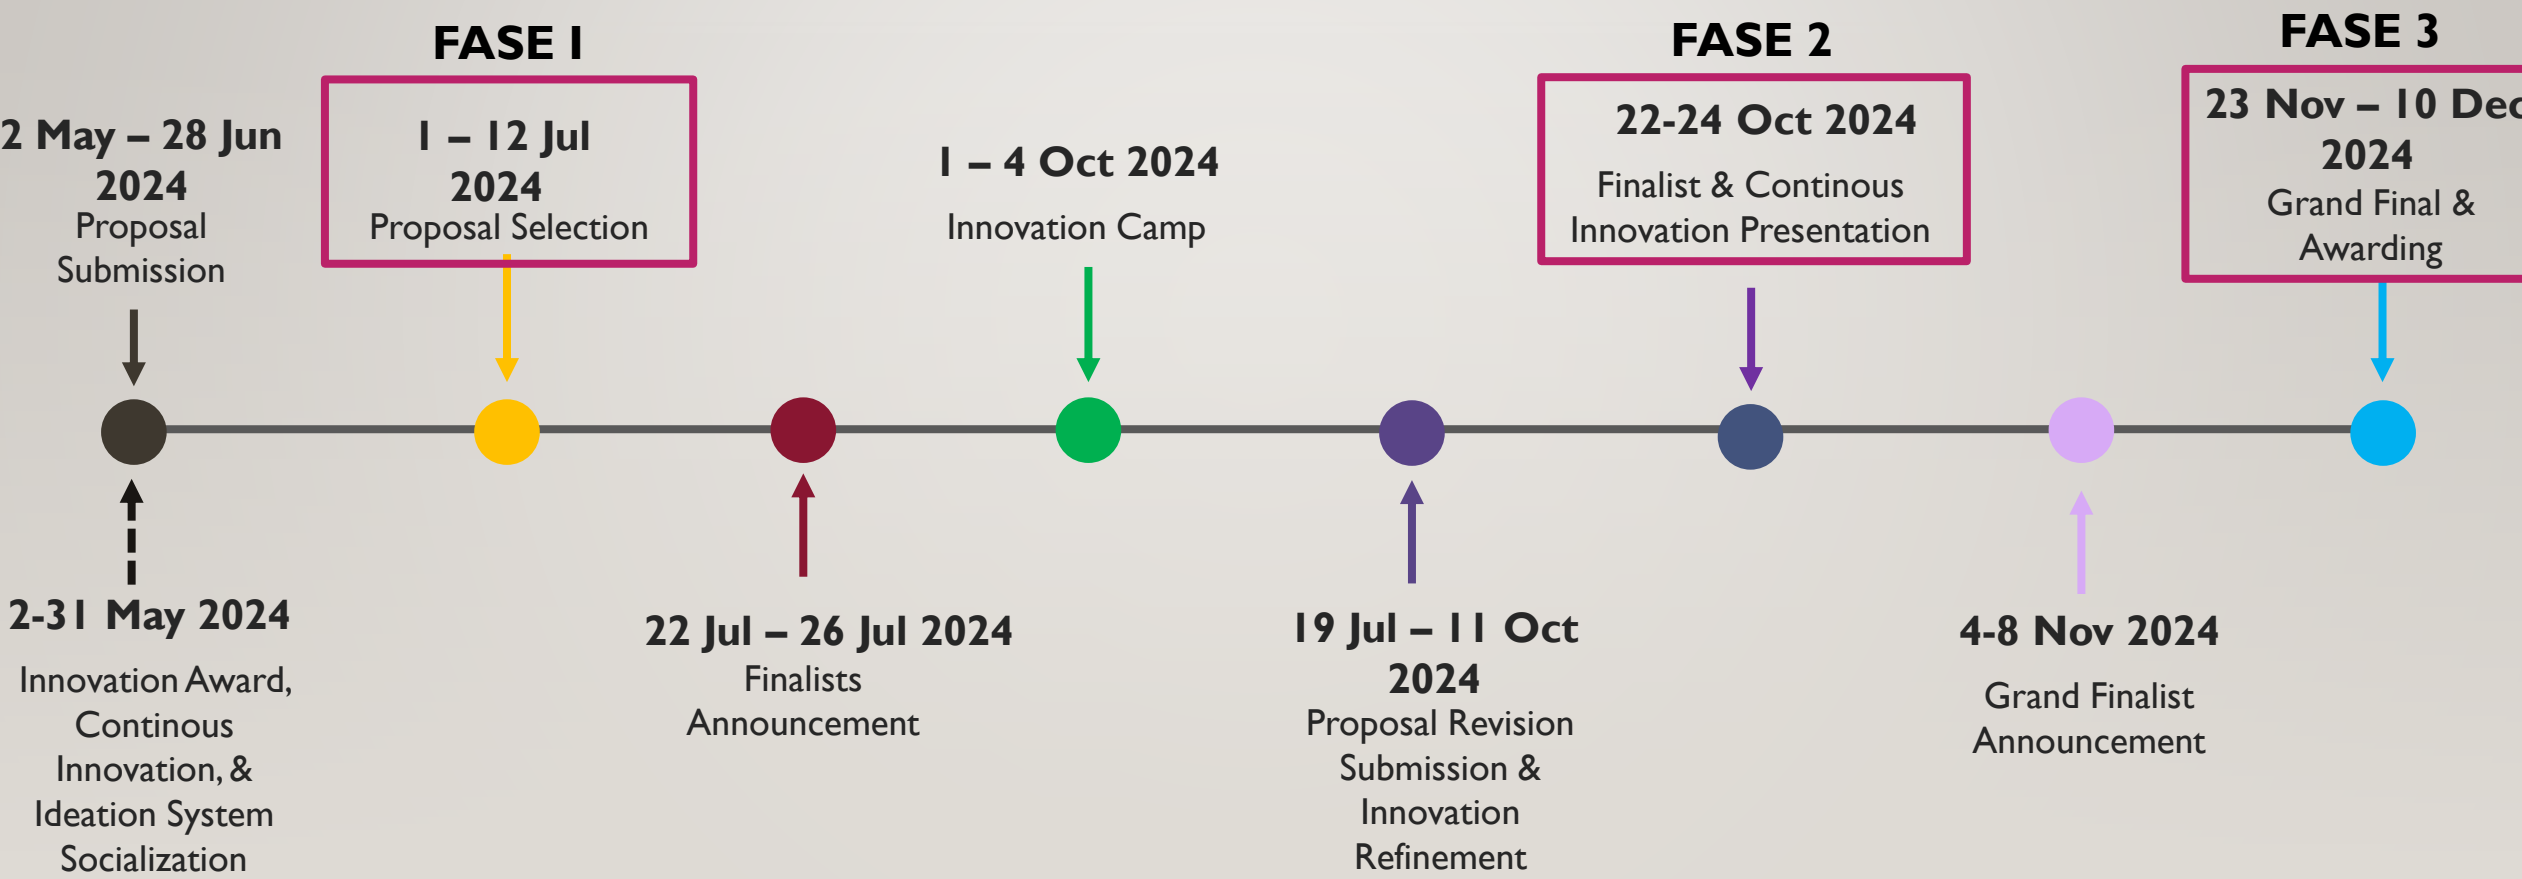 FASE 1
FASE 2
FASE 3
2 May – 28 Jun
2024
Proposal
Submission
1 – 12 Jul
2024
Proposal Selection
1 – 4 Oct 2024
Innovation Camp
22-24 Oct 2024
Finalist & Continous
Innovation Presentation
23 Nov – 10 Dec
2024
Grand Final &
Awarding
2-31 May 2024
Innovation Award,
Continous
Innovation, &
Ideation System
Socialization
22 Jul – 26 Jul 2024
Finalists
Announcement
19 Jul – 11 Oct
2024
Proposal Revision
Submission &
Innovation
Refinement
4-8 Nov 2024
Grand Finalist
Announcement